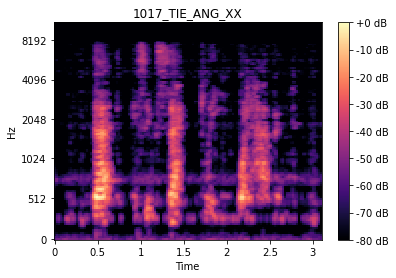 1017_TIE_ANG_XX
+0 dB
8192
-10 dB
4096
-20 dB
-30 dB
2048
Hz
-40 dB
1024
-50 dB
512
-60 dB
-70 dB
0
-80 dB
0
0.5
1
1.5
2
2.5
3
Time